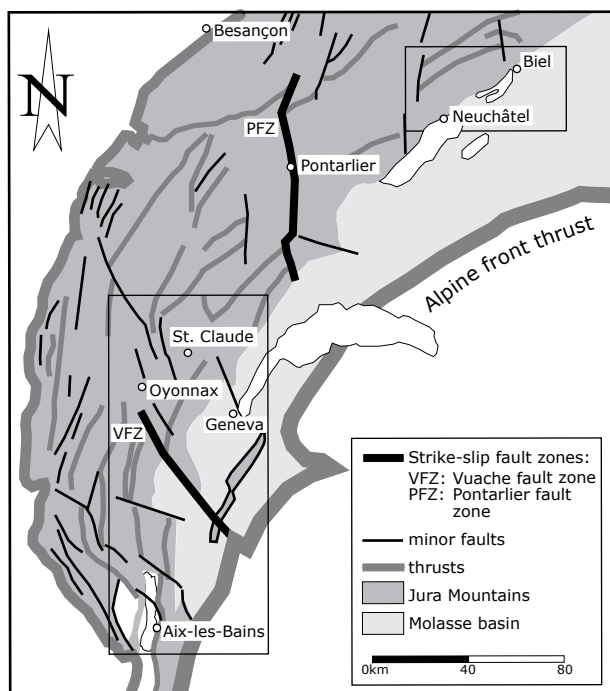 Besançon
N
Biel
Neuchâtel
PFZ
Pontarlier
Alpine front thrust
St. Claude
Oyonnax
Geneva
VFZ
Aix-les-Bains
Strike-slip fault zones:
VFZ: Vuache fault zone
PFZ: Pontarlier fault
zone
minor faults
thrusts
Jura Mountains
Molasse basin
0km 40 80